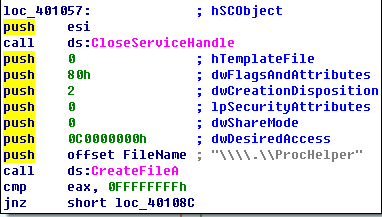 loc_401057: ; hSCObject
push esi
call ds:CloseServiceHandle
push 0 ; hTemplateFile
push 80h ; dwFlagsAndAttributes
push 2 ; dwCreationDisposition
push 0 ; lpSecurityAttributes
push 0 ; dwShareMode
push 0C0000000h ; dwDesiredAccess
push offset FileName ; "\\\\.\\ProcHelper"
call ds:CreateFileA
cmp eax, 0FFFFFFFFh
jnz short loc_40108C